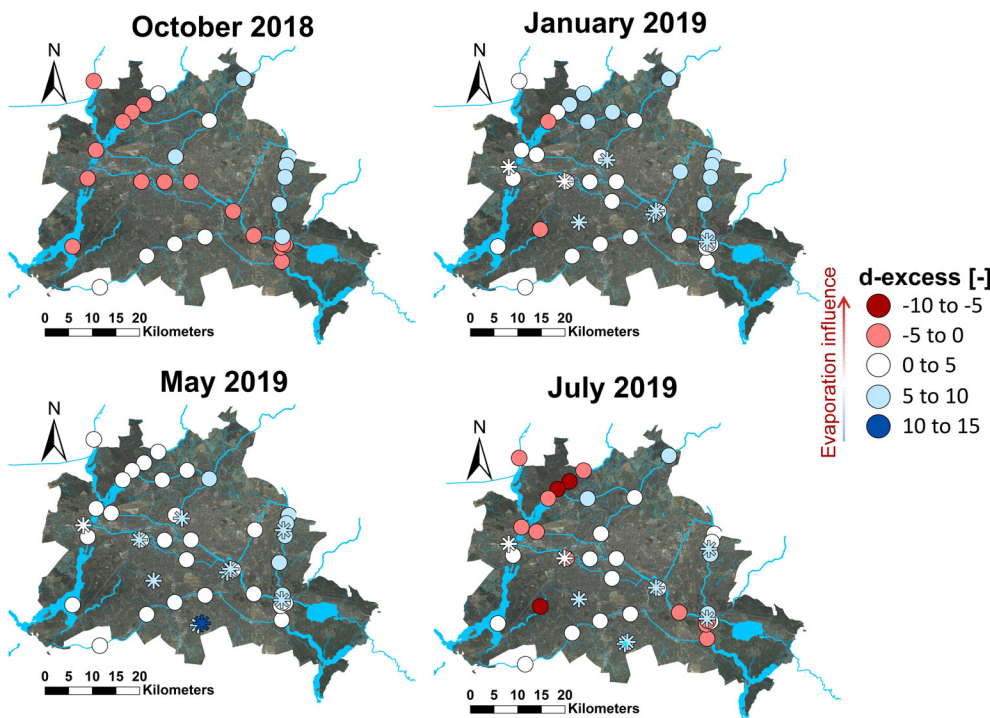 October 2018
January 2019
N
N
0 5 10 15 20
Kilometers
0 5 10 15 20
Kilometers
d-excess [-]
Evaporation influence
-10 to -5
-5 to 0
0 to 5
5 to 10
10 to 15
May 2019
July 2019
N
N
0 5 10 15 20
Kilometers
0 5 10 15 20
Kilometers